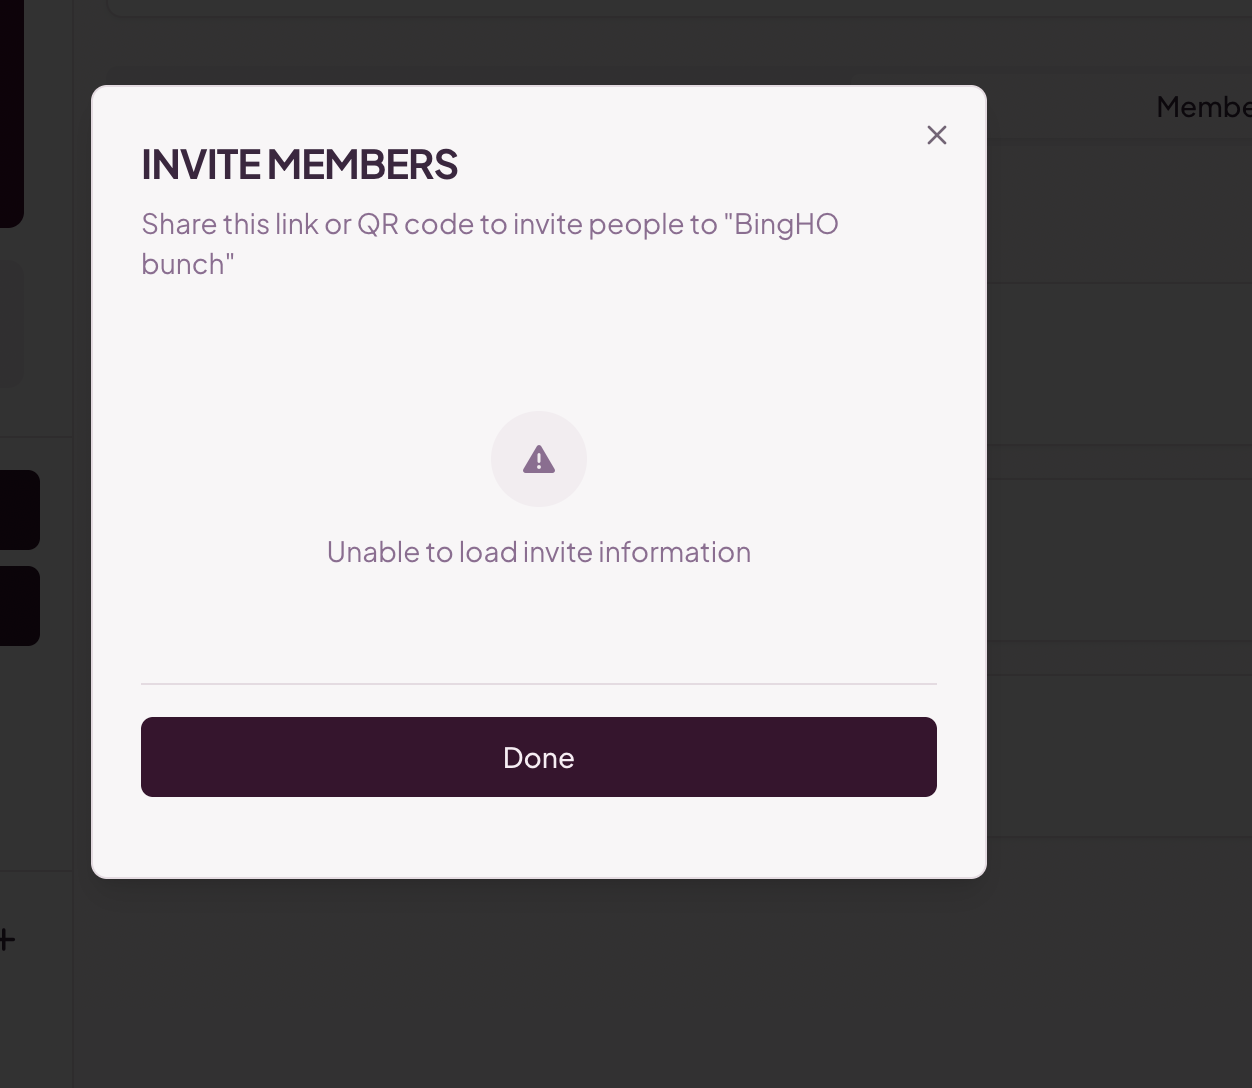 Membe
INVITE MEMBERS
Share this link or QR code to invite people to "BingHO
bunch"
Unable to load invite information
Done